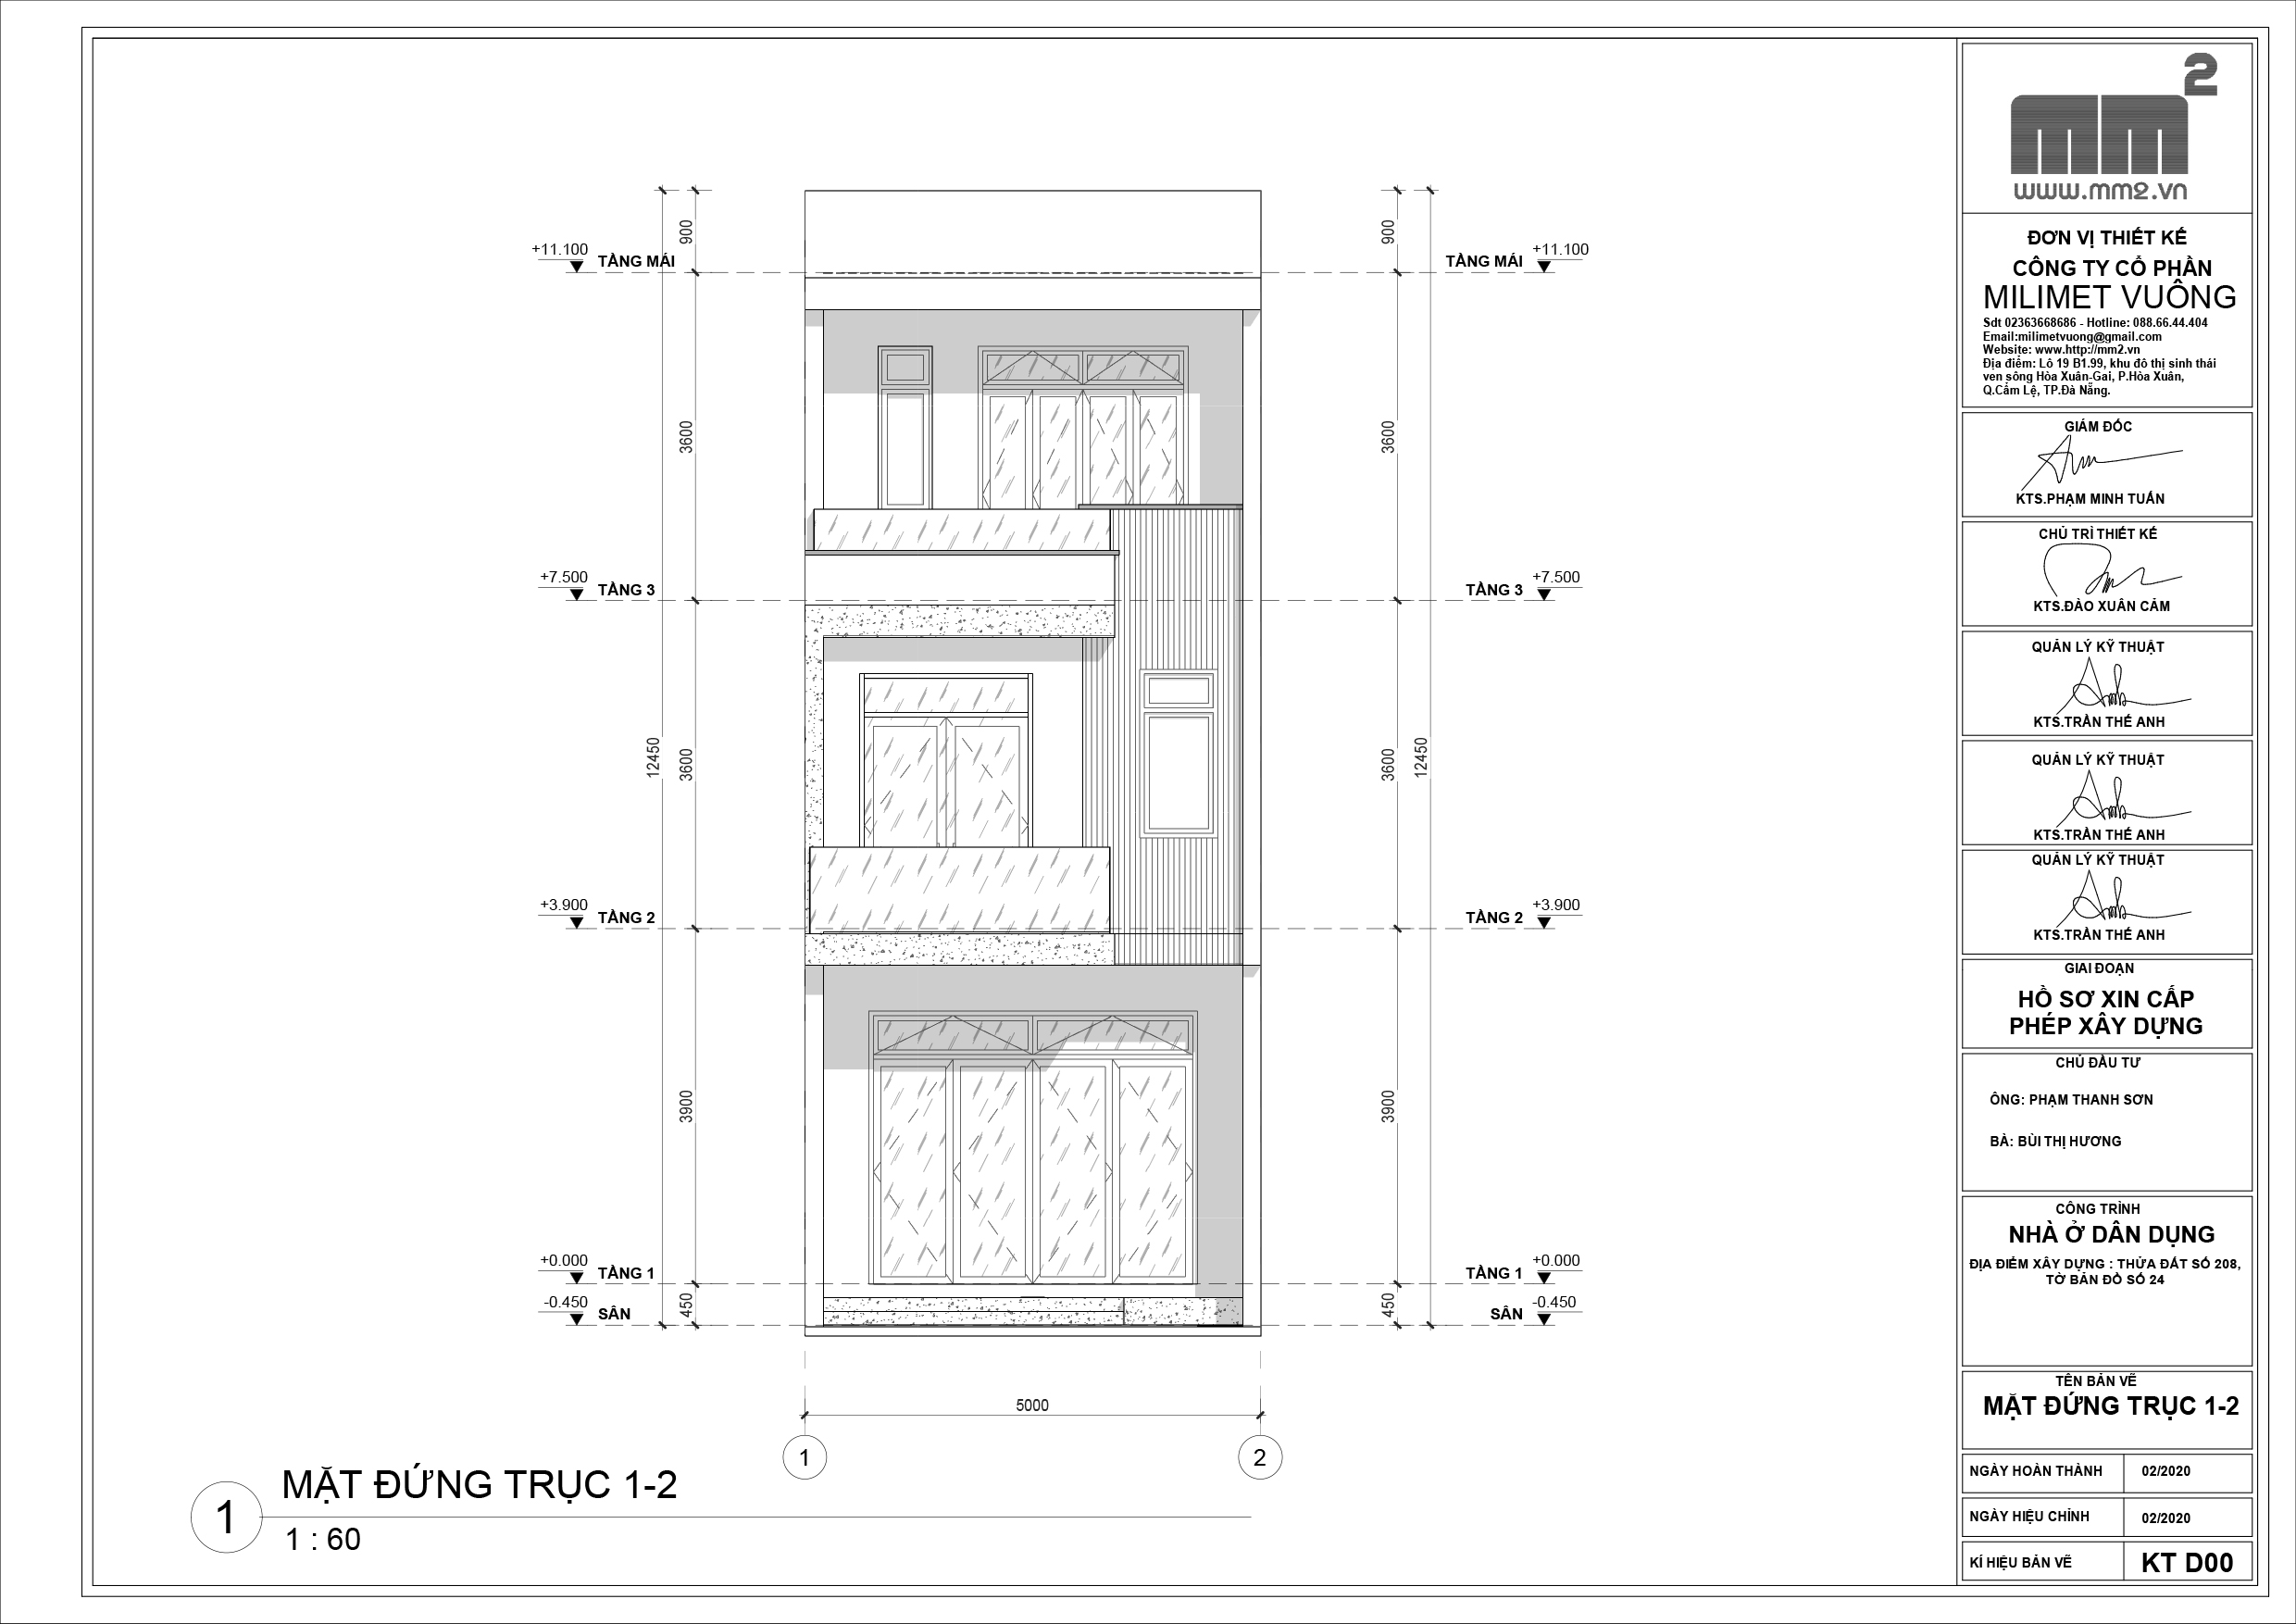 900
900
+11.100
TẦNG MÁI
TẦNG MÁI
+11.100
3600
3600
+7.500
TẦNG 3
TẦNG 3
+7.500
12450
3600
3600
12450
+3.900
TẦNG 2
TẦNG 2
+3.900
3900
3900
+0.000
TẦNG 1
TẦNG 1
+0.000
-0.450
SÂN
450
450
SÂN
-0.450
5000
1
2
1
MẶT ĐỨNG TRỤC 1-2
1 : 60
mm2
www.mm2.vn
ĐƠN VỊ THIẾT KẾ
CÔNG TY CỔ PHẦN
MILIMET VUÔNG
Sdt 02363668686 - Hotline: 088.66.44.404
Email:milimetvuong@gmail.com
Website: www.http://mm2.vn
Địa điểm: Lô 19 B1.99, khu đô thị sinh thái
ven sông Hòa Xuân-Gai, P.Hòa Xuân,
Q.Cẩm Lệ, TP.Đà Nẵng.
GIÁM ĐỐC
KTS.PHẠM MINH TUẤN
CHỦ TRÌ THIẾT KẾ
KTS.ĐÀO XUÂN CẢM
QUẢN LÝ KỸ THUẬT
KTS.TRẦN THẾ ANH
QUẢN LÝ KỸ THUẬT
KTS.TRẦN THẾ ANH
QUẢN LÝ KỸ THUẬT
KTS.TRẦN THẾ ANH
GIAI ĐOẠN
HỒ SƠ XIN CẤP
PHÉP XÂY DỰNG
CHỦ ĐẦU TƯ
ÔNG: PHẠM THANH SƠN
BÀ: BÙI THỊ HƯƠNG
CÔNG TRÌNH
NHÀ Ở DÂN DỤNG
ĐỊA ĐIỂM XÂY DỰNG : THỬA ĐẤT SỐ 208,
TỜ BẢN ĐỒ SỐ 24
TÊN BẢN VẼ
MẶT ĐỨNG TRỤC 1-2
NGÀY HOÀN THÀNH 02/2020
NGÀY HIỆU CHỈNH 02/2020
KÍ HIỆU BẢN VẼ KT D00